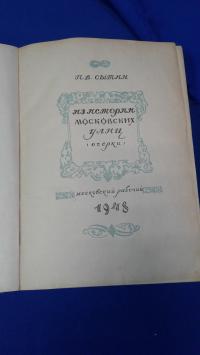 П.В. СЫТИН
ИЗ ИСТОРИИ
МОСКОВСКИХ
УЛИЦ
(очерки)
московский рабочий
1948